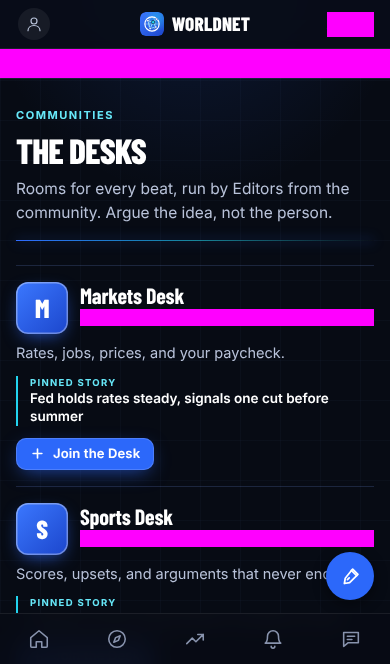 WORLDNET
COMMUNITIES
THE DESKS
Rooms for every beat, run by Editors from the
community. Argue the idea, not the person.
M
Markets Desk
Rates, jobs, prices, and your paycheck.
PINNED STORY
Fed holds rates steady, signals one cut before
summer
Join the Desk
S
Sports Desk
Scores, upsets, and arguments that never
PINNED STORY